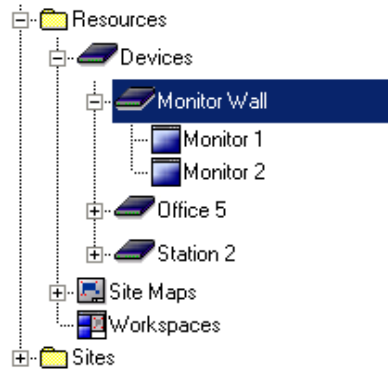 Resources
Devices
Monitor Wall
Monitor 1
Monitor 2
Office 5
Station 2
Site Maps
Workspaces
Sites